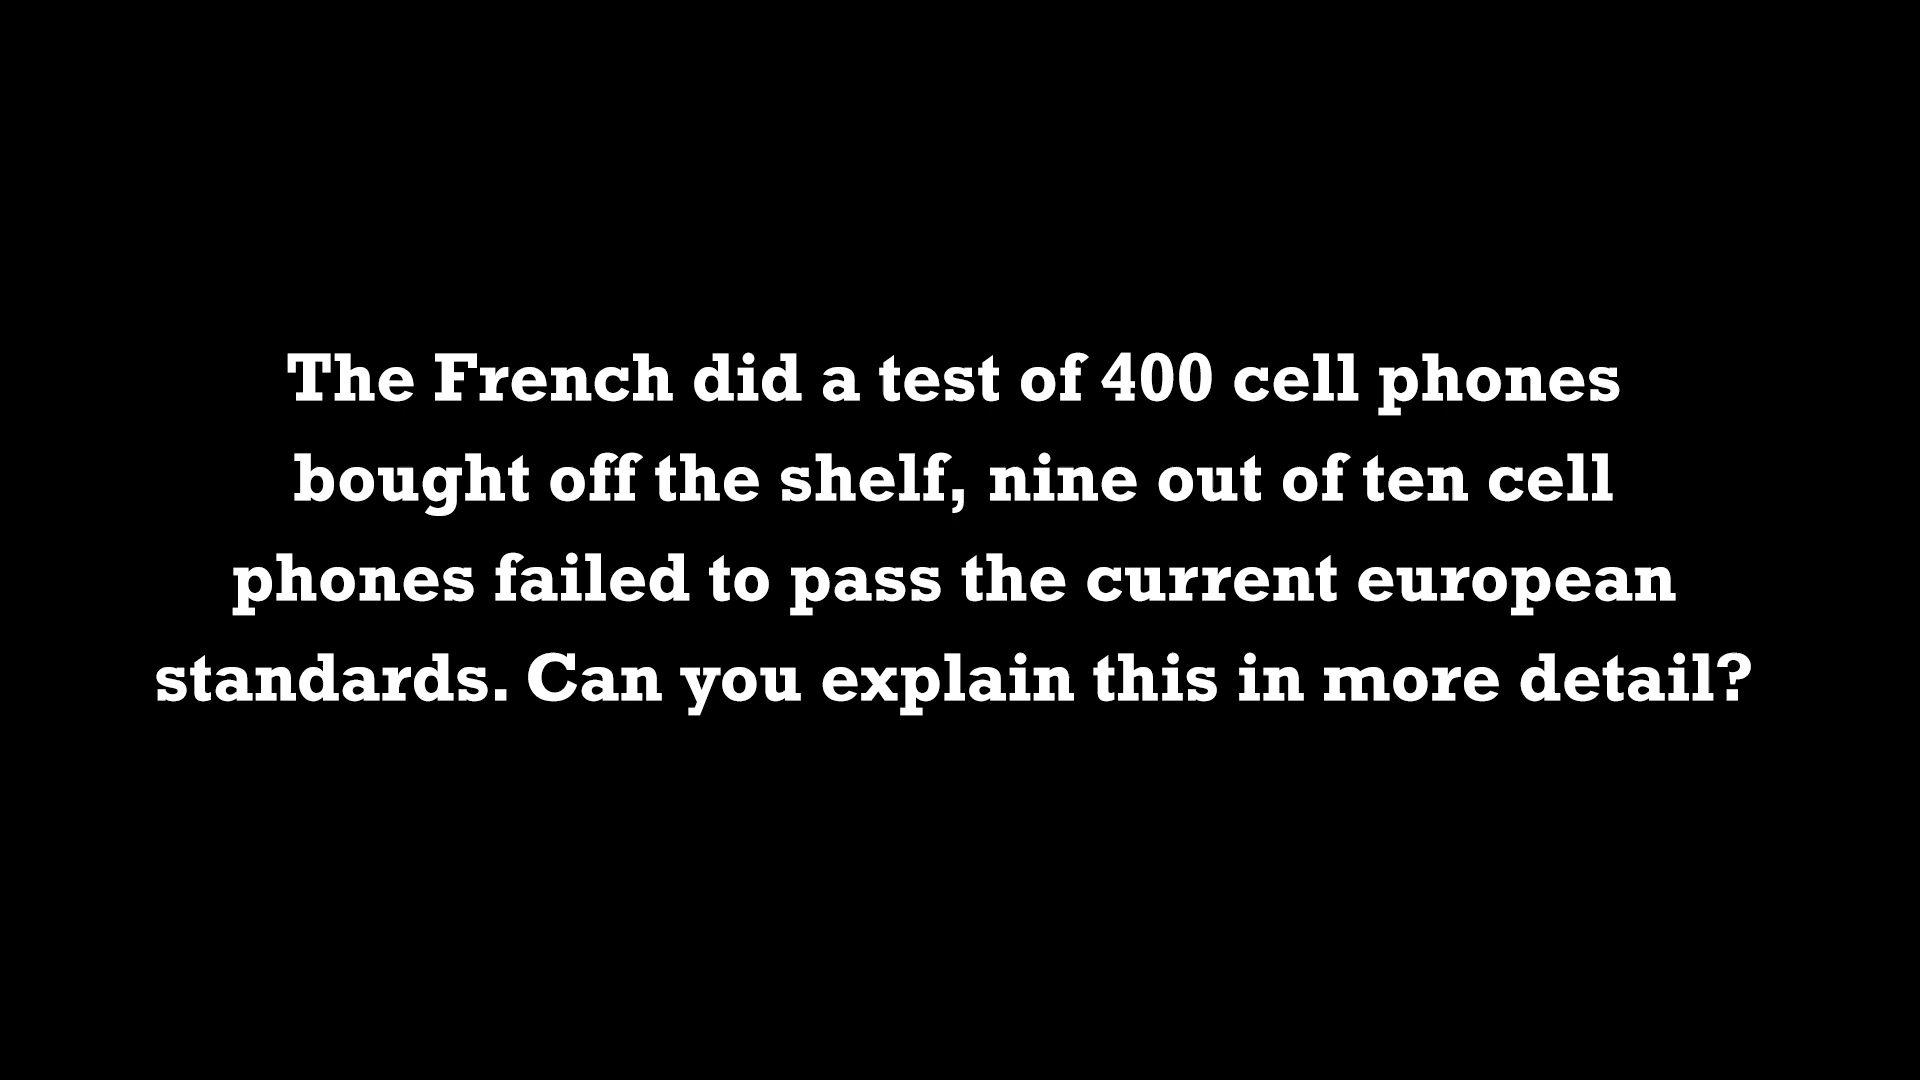 The French did a test of 400 cell phones
bought off the shelf, nine out of ten cell
phones failed to pass the current european
standards. Can you explain this in more detail?